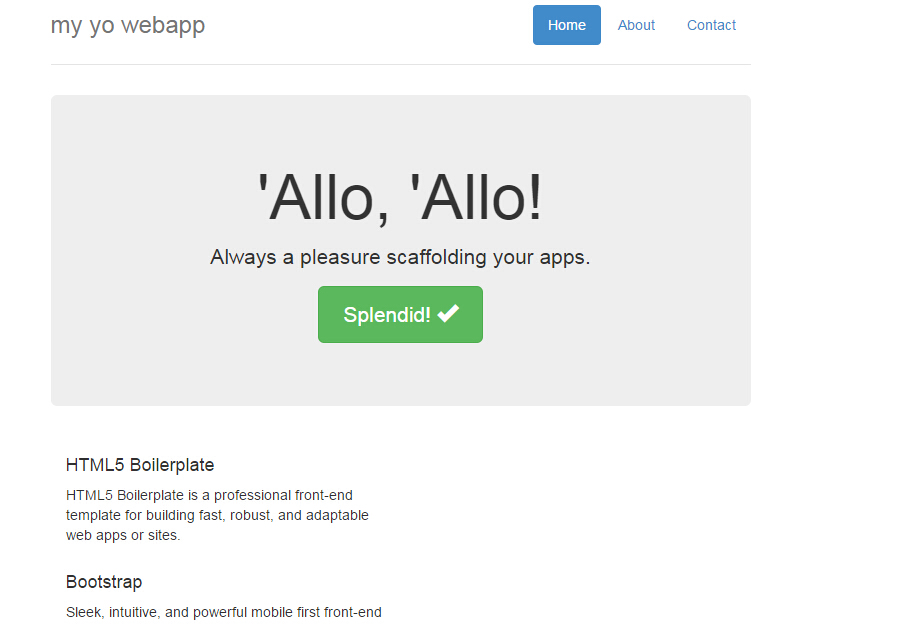 my yo webapp
Home About Contact
'Allo, 'Allo!
Always a pleasure scaffolding your apps.
Splendid! ✔
HTML5 Boilerplate
HTML5 Boilerplate is a professional front-end
template for building fast, robust, and adaptable
web apps or sites.
Bootstrap
Sleek, intuitive, and powerful mobile first front-end